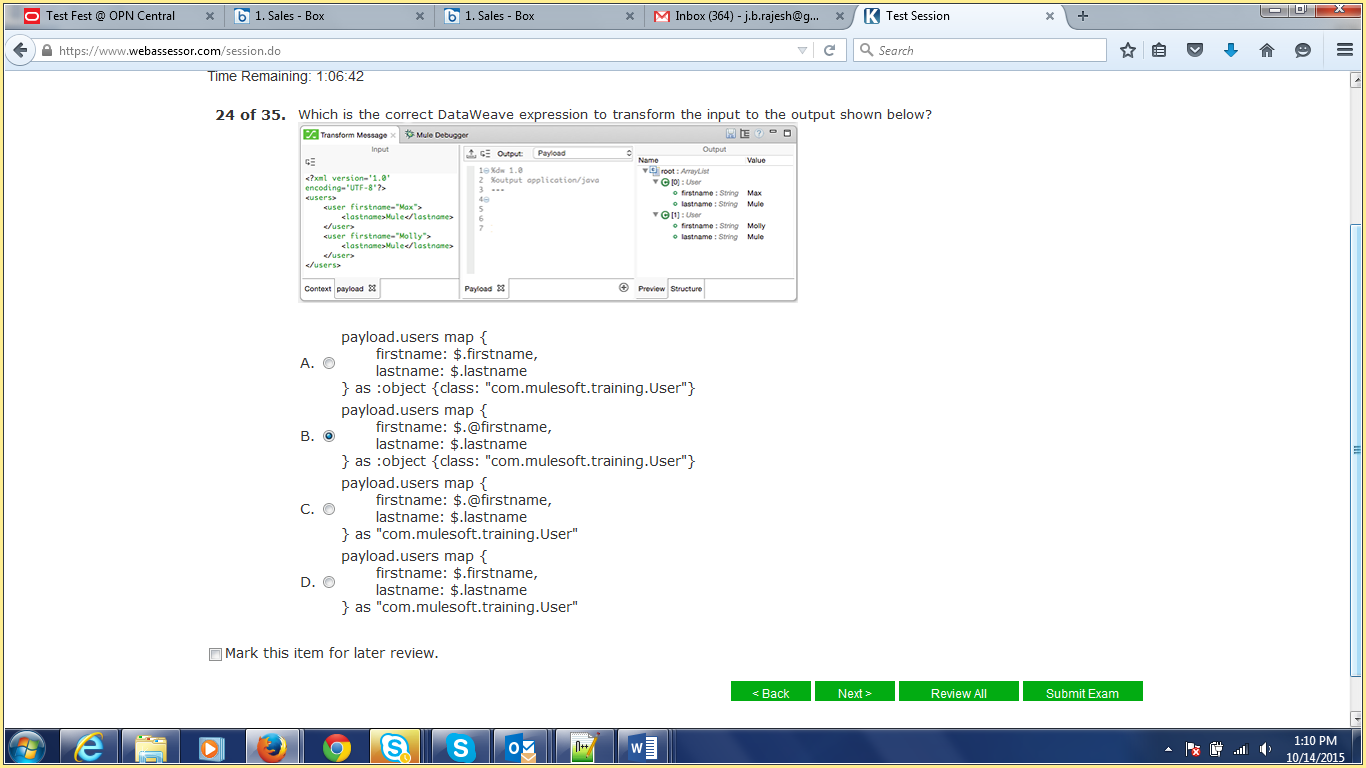 Test Fest @ OPN Central
1. Sales - Box
1. Sales - Box
Inbox (364) - j.b.rajesh@g...
Test Session
https://www.webassessor.com/session.do
Search
Time Remaining: 1:06:42
24 of 35. Which is the correct DataWeave expression to transform the input to the output shown below?
Transform Message
Mule Debugger
Input
<?xml version='1.0'
encoding='UTF-8'?>
<users>
<user firstname="Max">
<lastname>Mule</lastname>
</user>
<user firstname="Molly">
<lastname>Mule</lastname>
</user>
</users>
Context payload
Output: Payload
1 %dw 1.0
2 %output application/java
3 ---
4
5
6
7
Payload
Output
Name Value
root : ArrayList
[0] : User
firstname : String Max
lastname : String Mule
[1] : User
firstname : String Molly
lastname : String Mule
Preview Structure
A. payload.users map {
firstname: $.firstname,
lastname: $.lastname
} as :object {class: "com.mulesoft.training.User"}
B. payload.users map {
firstname: $.@firstname,
lastname: $.lastname
} as :object {class: "com.mulesoft.training.User"}
C. payload.users map {
firstname: $.@firstname,
lastname: $.lastname
} as "com.mulesoft.training.User"
D. payload.users map {
firstname: $.firstname,
lastname: $.lastname
} as "com.mulesoft.training.User"
Mark this item for later review.
< Back
Next >
Review All
Submit Exam
1:10 PM
10/14/2015